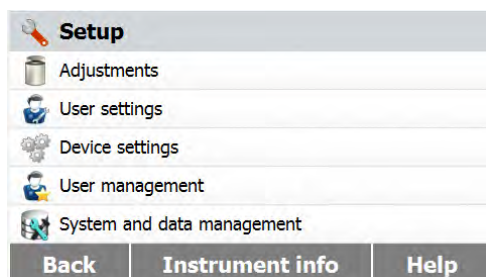 Setup
Adjustments
User settings
Device settings
User management
System and data management
Back Instrument info Help